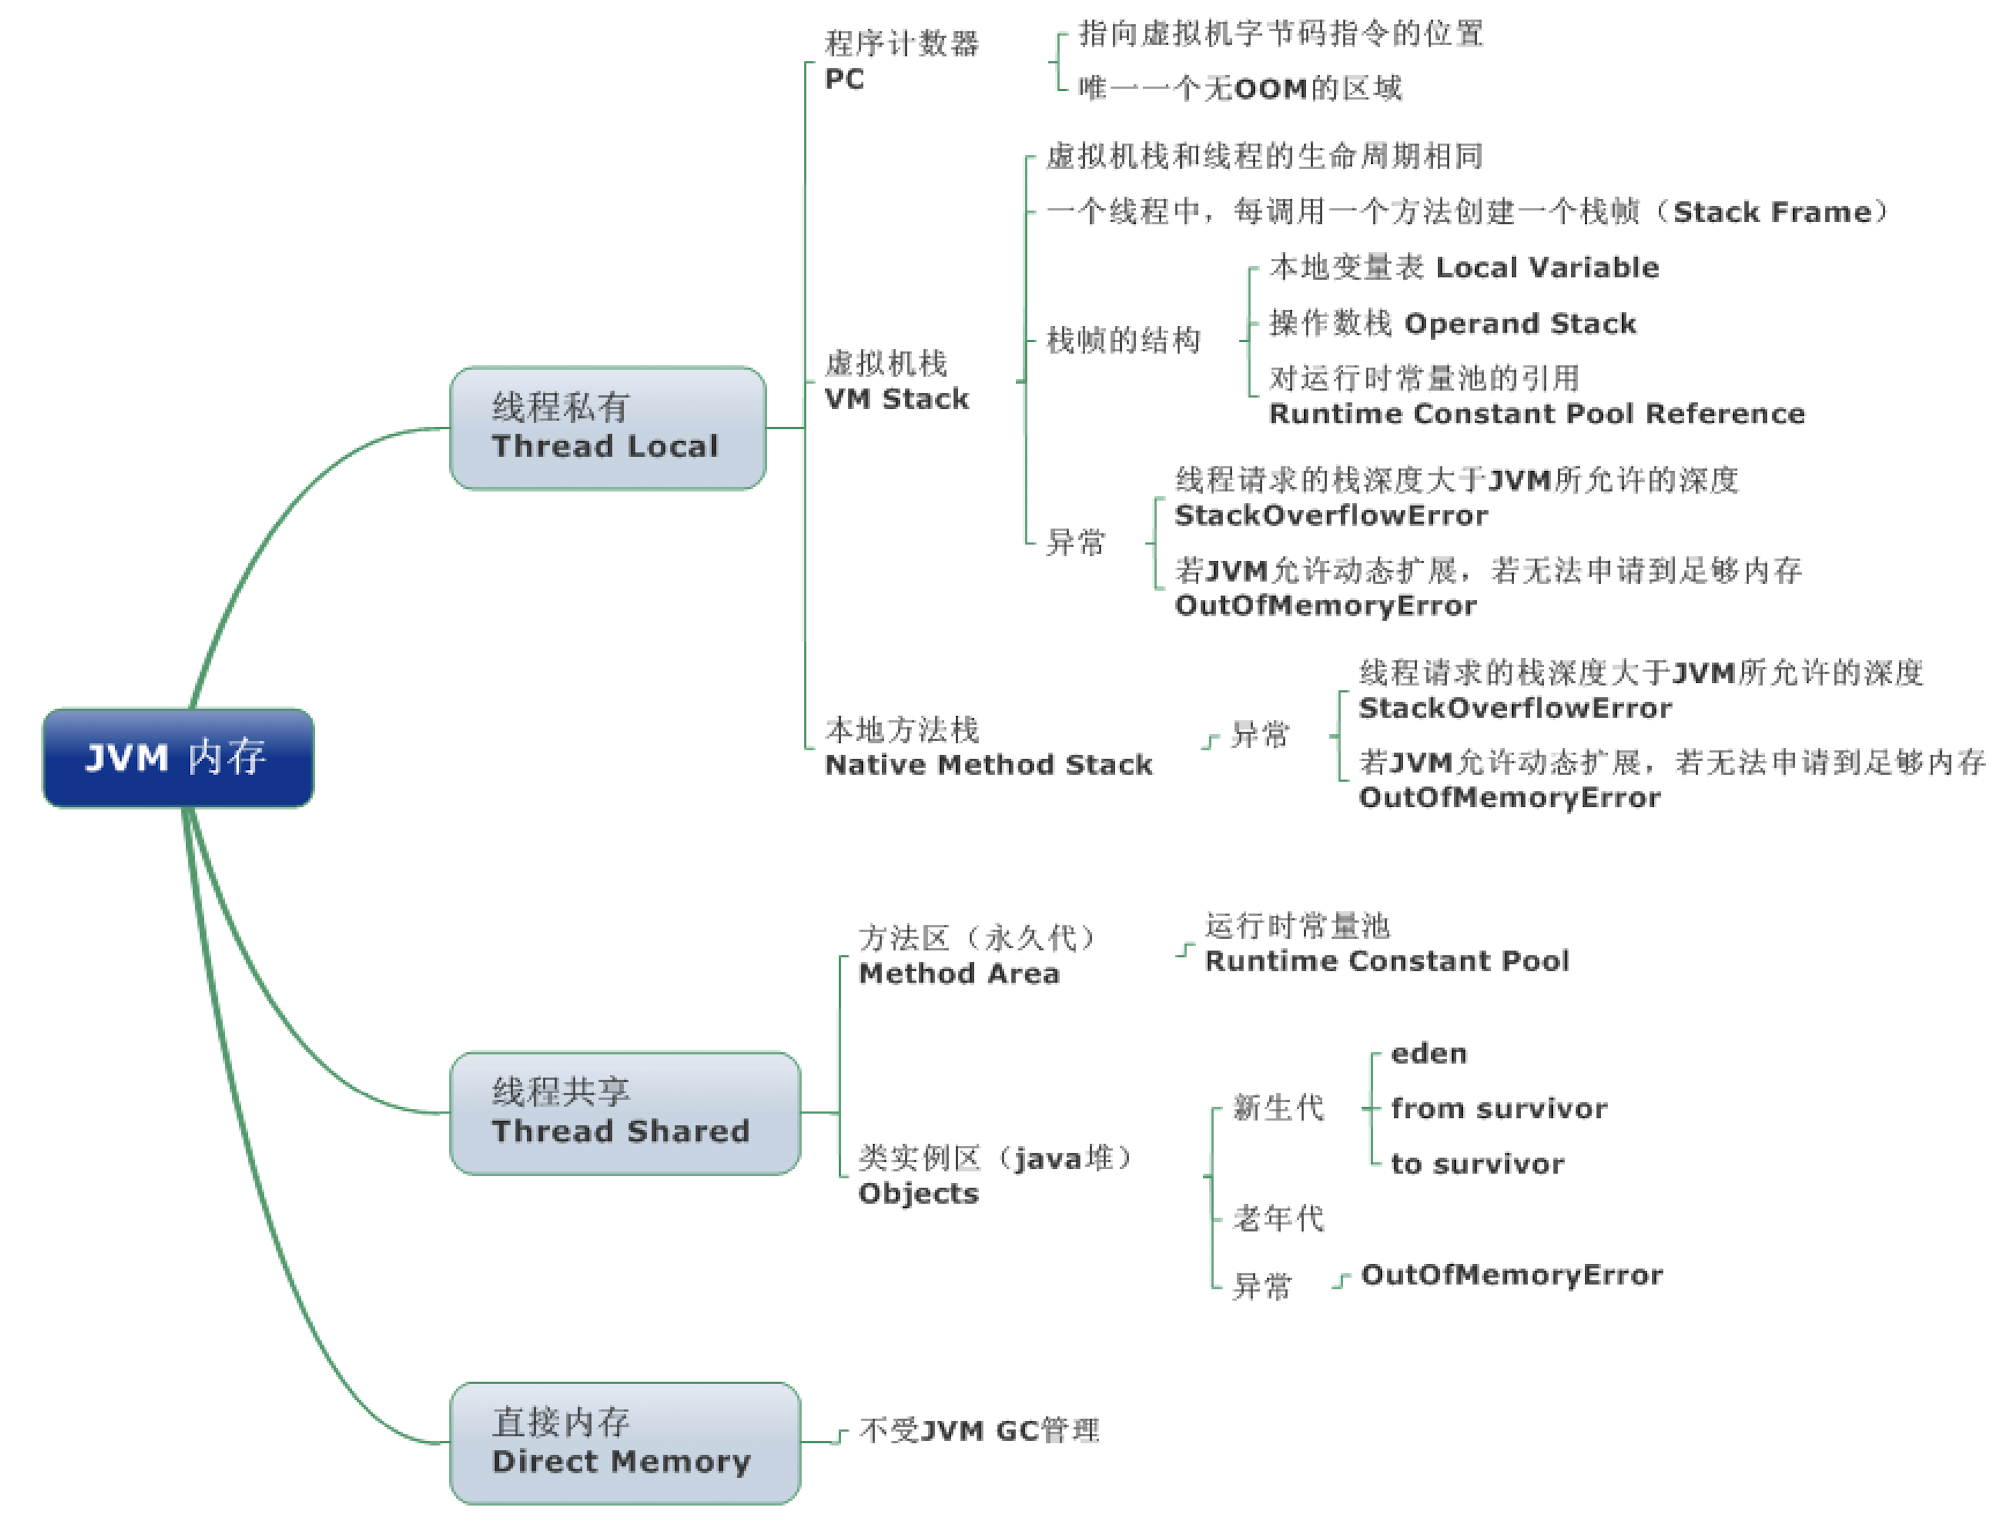 程序计数器
PC
指向虚拟机字节码指令的位置
唯一一个无OOM的区域
虚拟机栈和线程的生命周期相同
一个线程中，每调用一个方法创建一个栈帧（Stack Frame）
本地变量表 Local Variable
操作数栈 Operand Stack
栈帧的结构
对运行时常量池的引用
Runtime Constant Pool Reference
虚拟机栈
VM Stack
线程私有
Thread Local
线程请求的栈深度大于JVM所允许的深度
StackOverflowError
异常
若JVM允许动态扩展，若无法申请到足够内存
OutOfMemoryError
线程请求的栈深度大于JVM所允许的深度
StackOverflowError
本地方法栈
Native Method Stack
异常
若JVM允许动态扩展，若无法申请到足够内存
OutOfMemoryError
JVM 内存
方法区（永久代）
Method Area
运行时常量池
Runtime Constant Pool
线程共享
Thread Shared
eden
新生代
from survivor
to survivor
类实例区（java堆）
Objects
老年代
异常
OutOfMemoryError
直接内存
Direct Memory
不受JVM GC管理